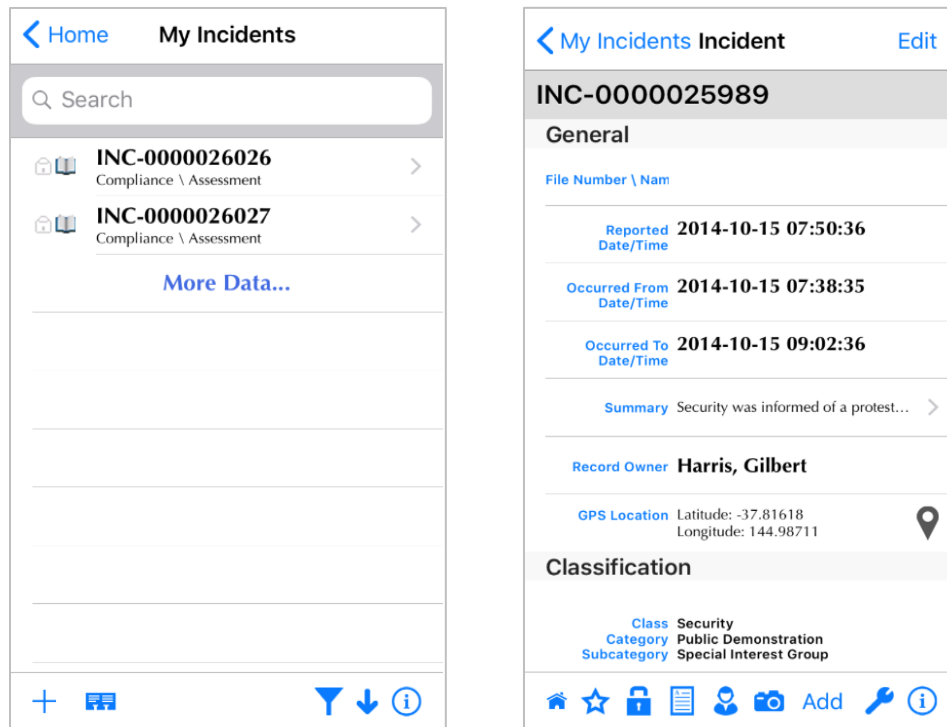 Home My Incidents
Search
INC-0000026026
Compliance \ Assessment
INC-0000026027
Compliance \ Assessment
More Data...
My Incidents Incident Edit
INC-0000025989
General
File Number \ Nam
Reported 2014-10-15 07:50:36
Date/Time
Occurred From 2014-10-15 07:38:35
Date/Time
Occurred To 2014-10-15 09:02:36
Date/Time
Summary Security was informed of a protest...
Record Owner Harris, Gilbert
GPS Location Latitude: -37.81618
Longitude: 144.98711
Classification
Class Security
Category Public Demonstration
Subcategory Special Interest Group
Add